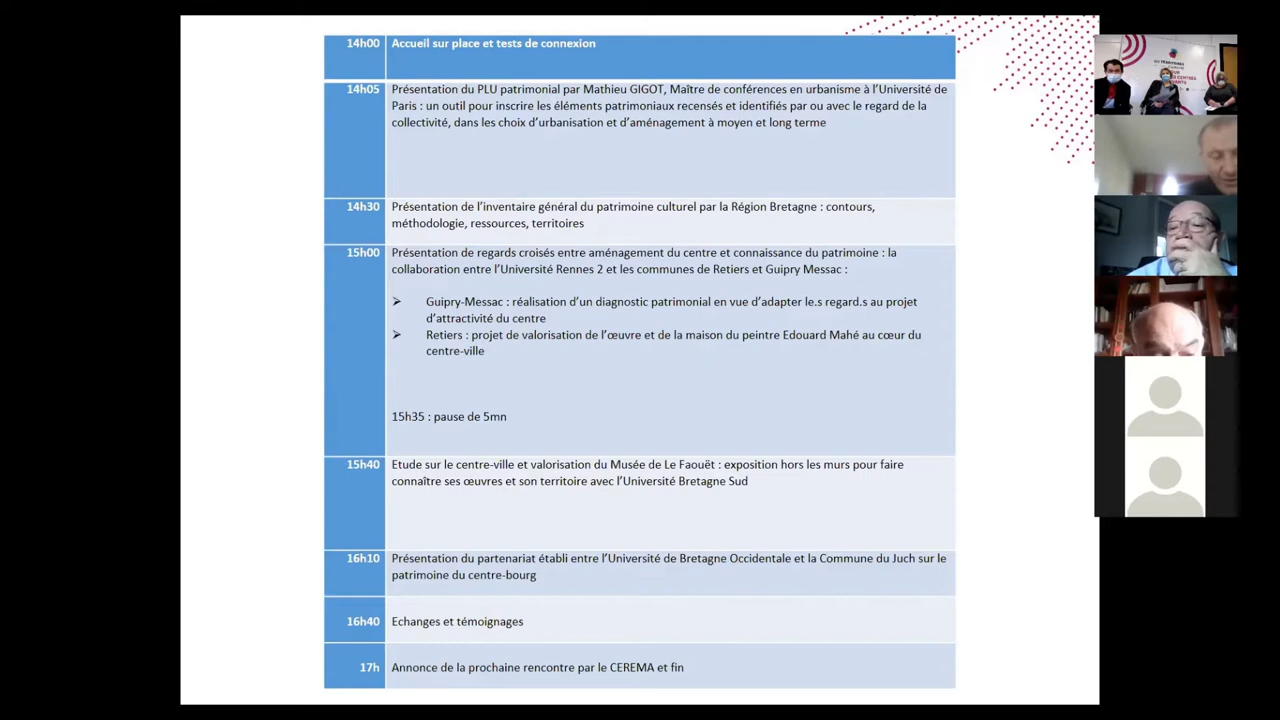 14h00 Accueil sur place et tests de connexion
14h05 Présentation du PLU patrimonial par Mathieu GIGOT, Maître de conférences en urbanisme à l’Université de
Paris : un outil pour inscrire les éléments patrimoniaux recensés et identifiés par ou avec le regard de la
collectivité, dans les choix d’urbanisation et d’aménagement à moyen et long terme
14h30 Présentation de l’inventaire général du patrimoine culturel par la Région Bretagne : contours,
méthodologie, ressources, territoires
15h00 Présentation de regards croisés entre aménagement du centre et connaissance du patrimoine : la
collaboration entre l’Université Rennes 2 et les communes de Retiers et Guipry Messac :
➢ Guipry-Messac : réalisation d’un diagnostic patrimonial en vue d’adapter le.s regard.s au projet
d’attractivité du centre
➢ Retiers : projet de valorisation de l’œuvre et de la maison du peintre Edouard Mahé au cœur du
centre-ville
15h35 : pause de 5mn
15h40 Etude sur le centre-ville et valorisation du Musée de Le Faouët : exposition hors les murs pour faire
connaître ses œuvres et son territoire avec l’Université Bretagne Sud
16h10 Présentation du partenariat établi entre l’Université de Bretagne Occidentale et la Commune du Juch sur le
patrimoine du centre-bourg
16h40 Echanges et témoignages
17h Annonce de la prochaine rencontre par le CEREMA et fin